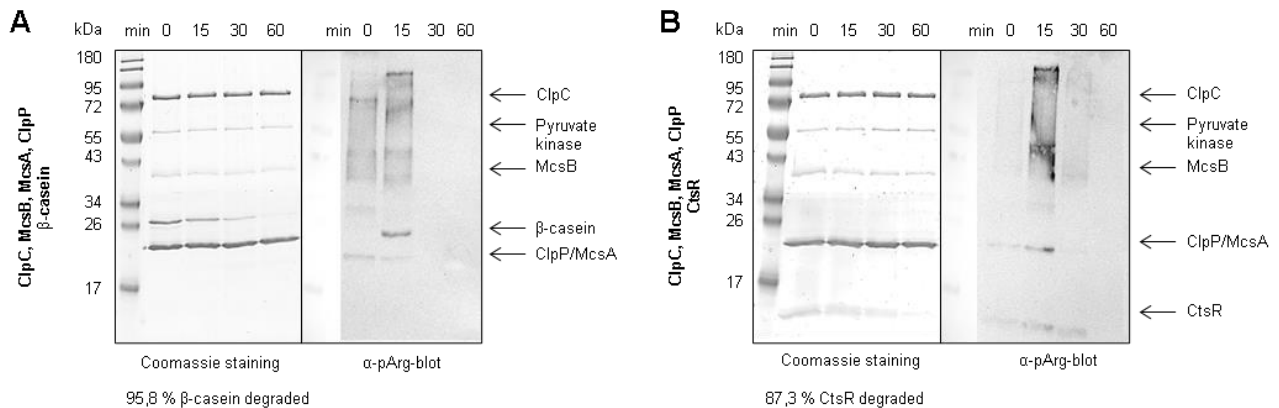 A
kDa min 0 15 30 60 min 0 15 30 60
180
95
72
55
43
34
26
17
ClpC, McsB, McsA, ClpP
β-casein
ClpC
Pyruvate
kinase
McsB
β-casein
ClpP/McsA
Coomassie staining
α-pArg-blot
95,8 % β-casein degraded
B
kDa min 0 15 30 60 min 0 15 30 60
180
95
72
55
43
34
26
17
ClpC, McsB, McsA, ClpP
CtsR
ClpC
Pyruvate
kinase
McsB
ClpP/McsA
CtsR
Coomassie staining
α-pArg-blot
87,3 % CtsR degraded